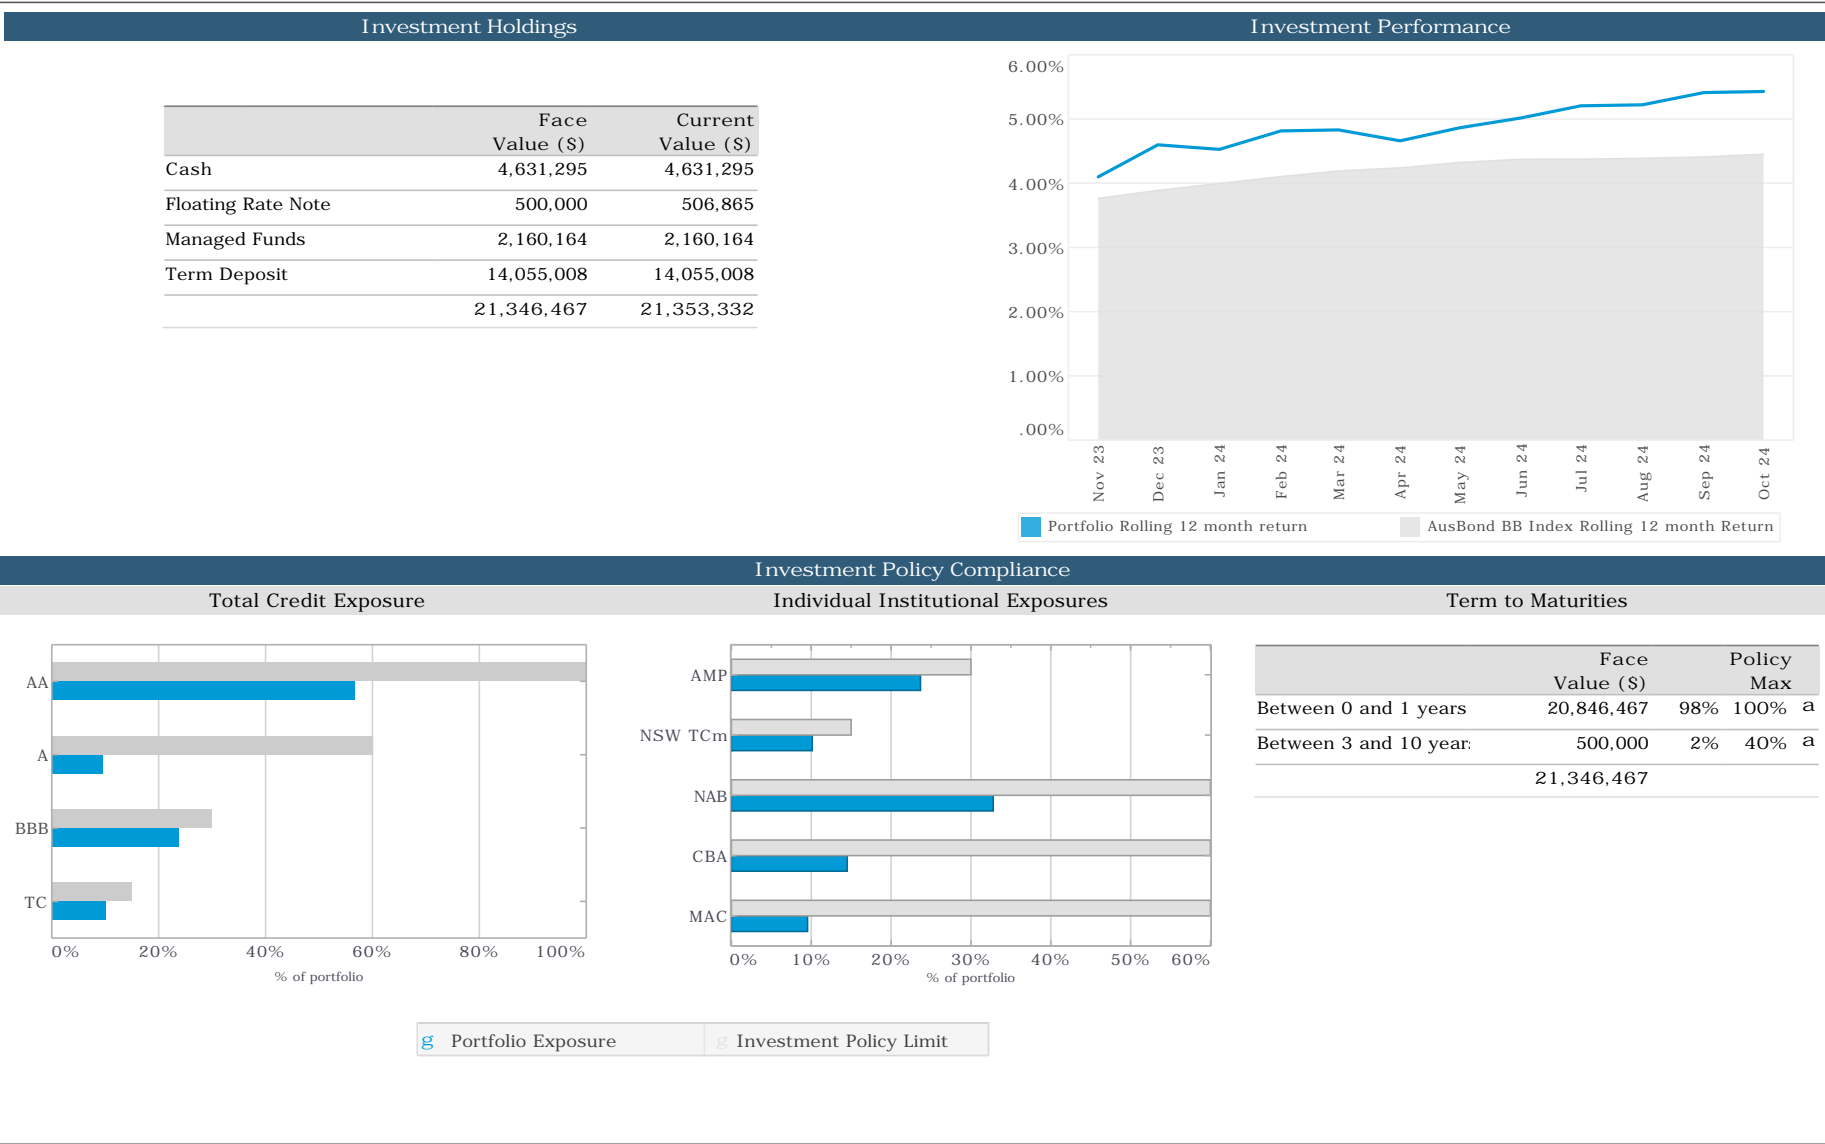 Investment Holdings
Face Current
Value ($) Value ($)
Cash 4,631,295 4,631,295
Floating Rate Note 500,000 506,865
Managed Funds 2,160,164 2,160,164
Term Deposit 14,055,008 14,055,008
21,346,467 21,353,332
Investment Performance
6.00%
5.00%
4.00%
3.00%
2.00%
1.00%
.00%
Nov 23
Dec 23
Jan 24
Feb 24
Mar 24
Apr 24
May 24
Jun 24
Jul 24
Aug 24
Sep 24
Oct 24
Portfolio Rolling 12 month return AusBond BB Index Rolling 12 month Return
Investment Policy Compliance
Total Credit Exposure
AA
A
BBB
TC
0% 20% 40% 60% 80% 100%
% of portfolio
Individual Institutional Exposures
AMP
NSW TCm
NAB
CBA
MAC
0% 10% 20% 30% 40% 50% 60%
% of portfolio
Term to Maturities
Face Policy
Value ($) Max
Between 0 and 1 years 20,846,467 98% 100% a
Between 3 and 10 year 500,000 2% 40% a
21,346,467
g Portfolio Exposure g Investment Policy Limit